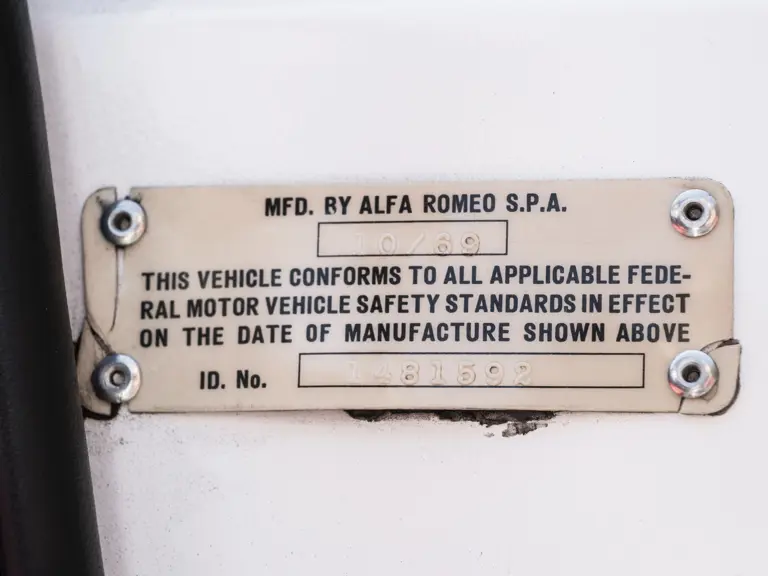 MFD. BY ALFA ROMEO S.P.A.
10/69
THIS VEHICLE CONFORMS TO ALL APPLICABLE FEDE-
RAL MOTOR VEHICLE SAFETY STANDARDS IN EFFECT
ON THE DATE OF MANUFACTURE SHOWN ABOVE
ID. No. 1481592